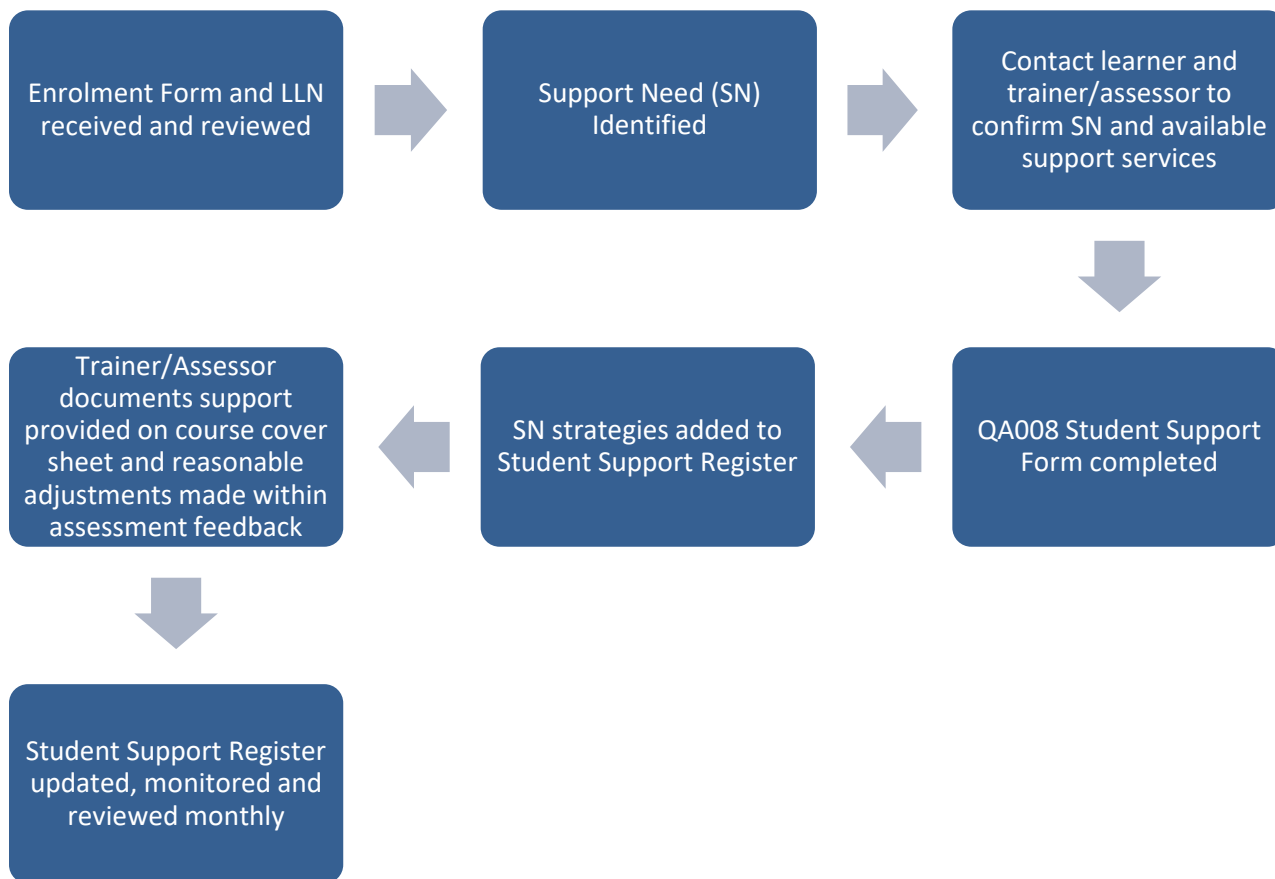 Enrolment Form and LLN
received and reviewed
Support Need (SN)
Identified
Contact learner and
trainer/assessor to
confirm SN and available
support services
QA008 Student Support
Form completed
SN strategies added to
Student Support Register
Trainer/Assessor
documents support
provided on course cover
sheet and reasonable
adjustments made within
assessment feedback
Student Support Register
updated, monitored and
reviewed monthly